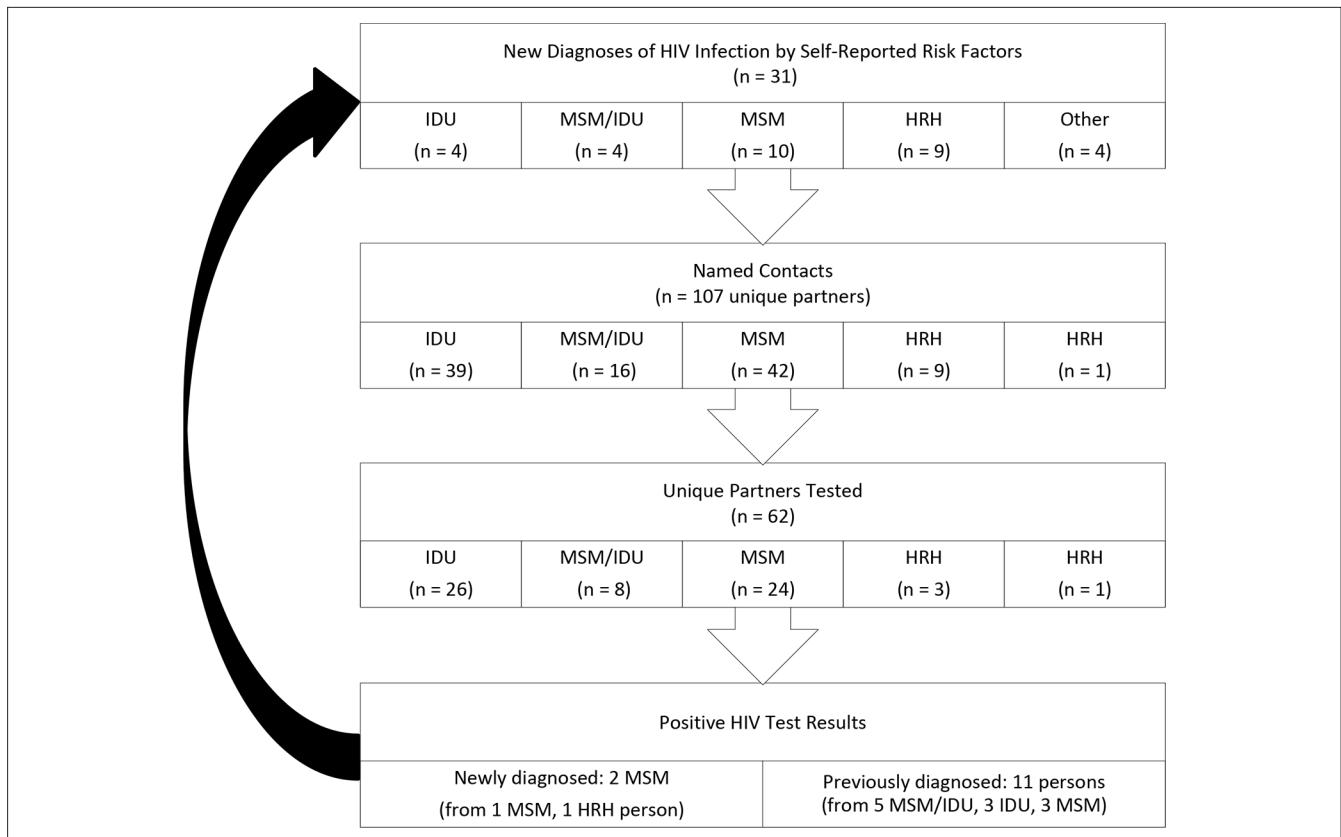 New Diagnoses of HIV Infection by Self-Reported Risk Factors
(n = 31)
IDU
(n = 4)
MSM/IDU
(n = 4)
MSM
(n = 10)
HRH
(n = 9)
Other
(n = 4)
Named Contacts
(n = 107 unique partners)
IDU
(n = 39)
MSM/IDU
(n = 16)
MSM
(n = 42)
HRH
(n = 9)
HRH
(n = 1)
Unique Partners Tested
(n = 62)
IDU
(n = 26)
MSM/IDU
(n = 8)
MSM
(n = 24)
HRH
(n = 3)
HRH
(n = 1)
Positive HIV Test Results
Newly diagnosed: 2 MSM
(from 1 MSM, 1 HRH person)
Previously diagnosed: 11 persons
(from 5 MSM/IDU, 3 IDU, 3 MSM)